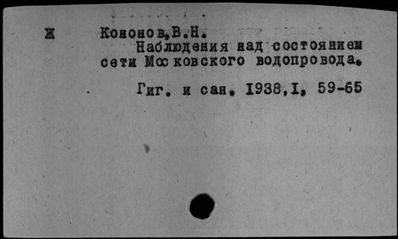 Ж Кононов,В.Н.
Наблюдения над состоянием
сети Московского водопровода.
Гиг. и сан. 1938,I, 59-65